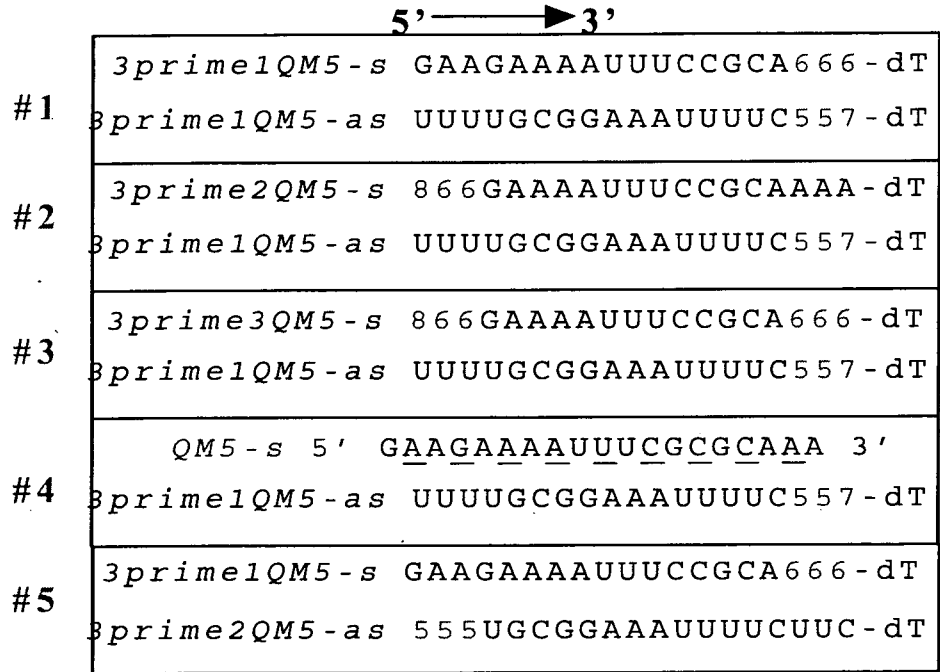 5' 3'
#1
3prime1QM5-s GAAGAAAAUUUCCGCA666-dT
3prime1QM5-as UUUUGCGGAAAUUUUC557-dT
#2
3prime2QM5-s 866GAAAAUUUCCGCAAAA-dT
3prime1QM5-as UUUUGCGGAAAUUUUC557-dT
#3
3prime3QM5-s 866GAAAAUUUCCGCA666-dT
3prime1QM5-as UUUUGCGGAAAUUUUC557-dT
#4
QM5-s 5' GAAGAAAAUUUCGCGCAAA 3'
3prime1QM5-as UUUUGCGGAAAUUUUC557-dT
#5
3prime1QM5-s GAAGAAAAUUUCCGCA666-dT
3prime2QM5-as 555UGCGGAAAUUUUCUUC-dT